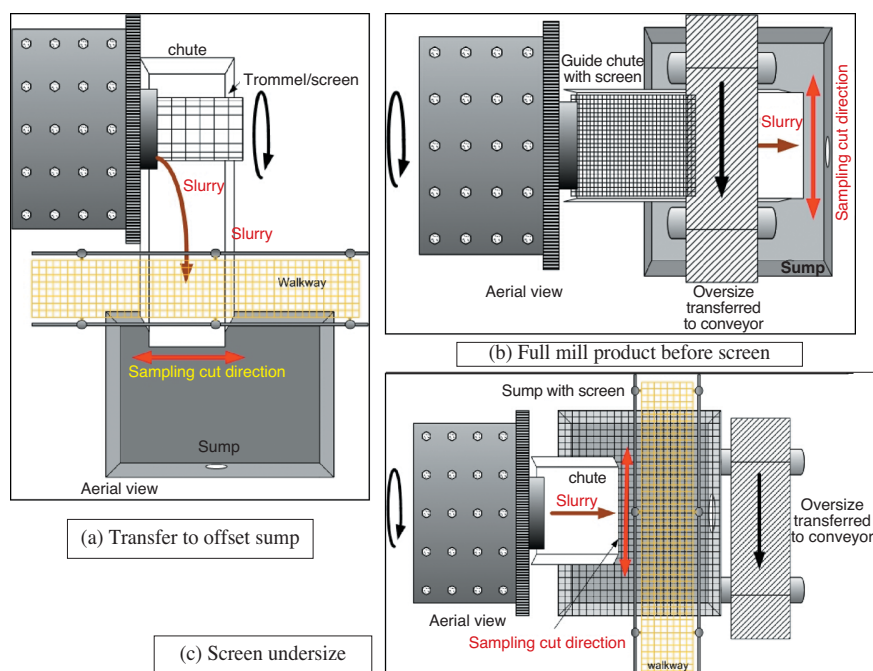 chute
Trommel/screen
Slurry
Slurry
Walkway
Sampling cut direction
Sump
Aerial view
(a) Transfer to offset sump
Guide chute
with screen
Slurry
Sampling cut direction
Sump
Aerial view
Oversize
transferred
to conveyor
(b) Full mill product before screen
Sump with screen
chute
Slurry
Oversize
transferred
to conveyor
Aerial view
Sampling cut direction
walkway
(c) Screen undersize